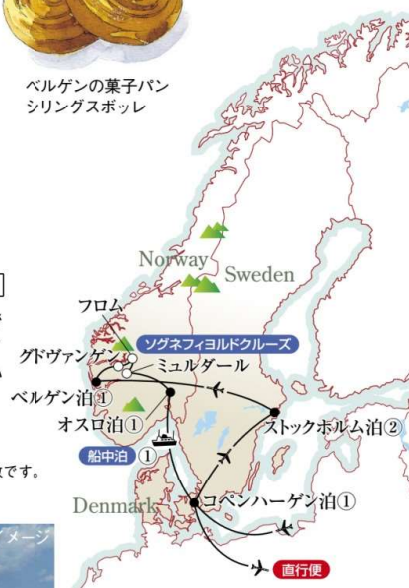 ベルゲンの菓子パン
シリングスボッレ
Norway
Sweden
フロム
ソグネフィヨルドクルーズ
グドヴァンゲン
ミュルダール
ベルゲン泊①
オスロ泊①
ストックホルム泊②
船中泊①
です。
Denmark
コペンハーゲン泊①
メージ
直行便